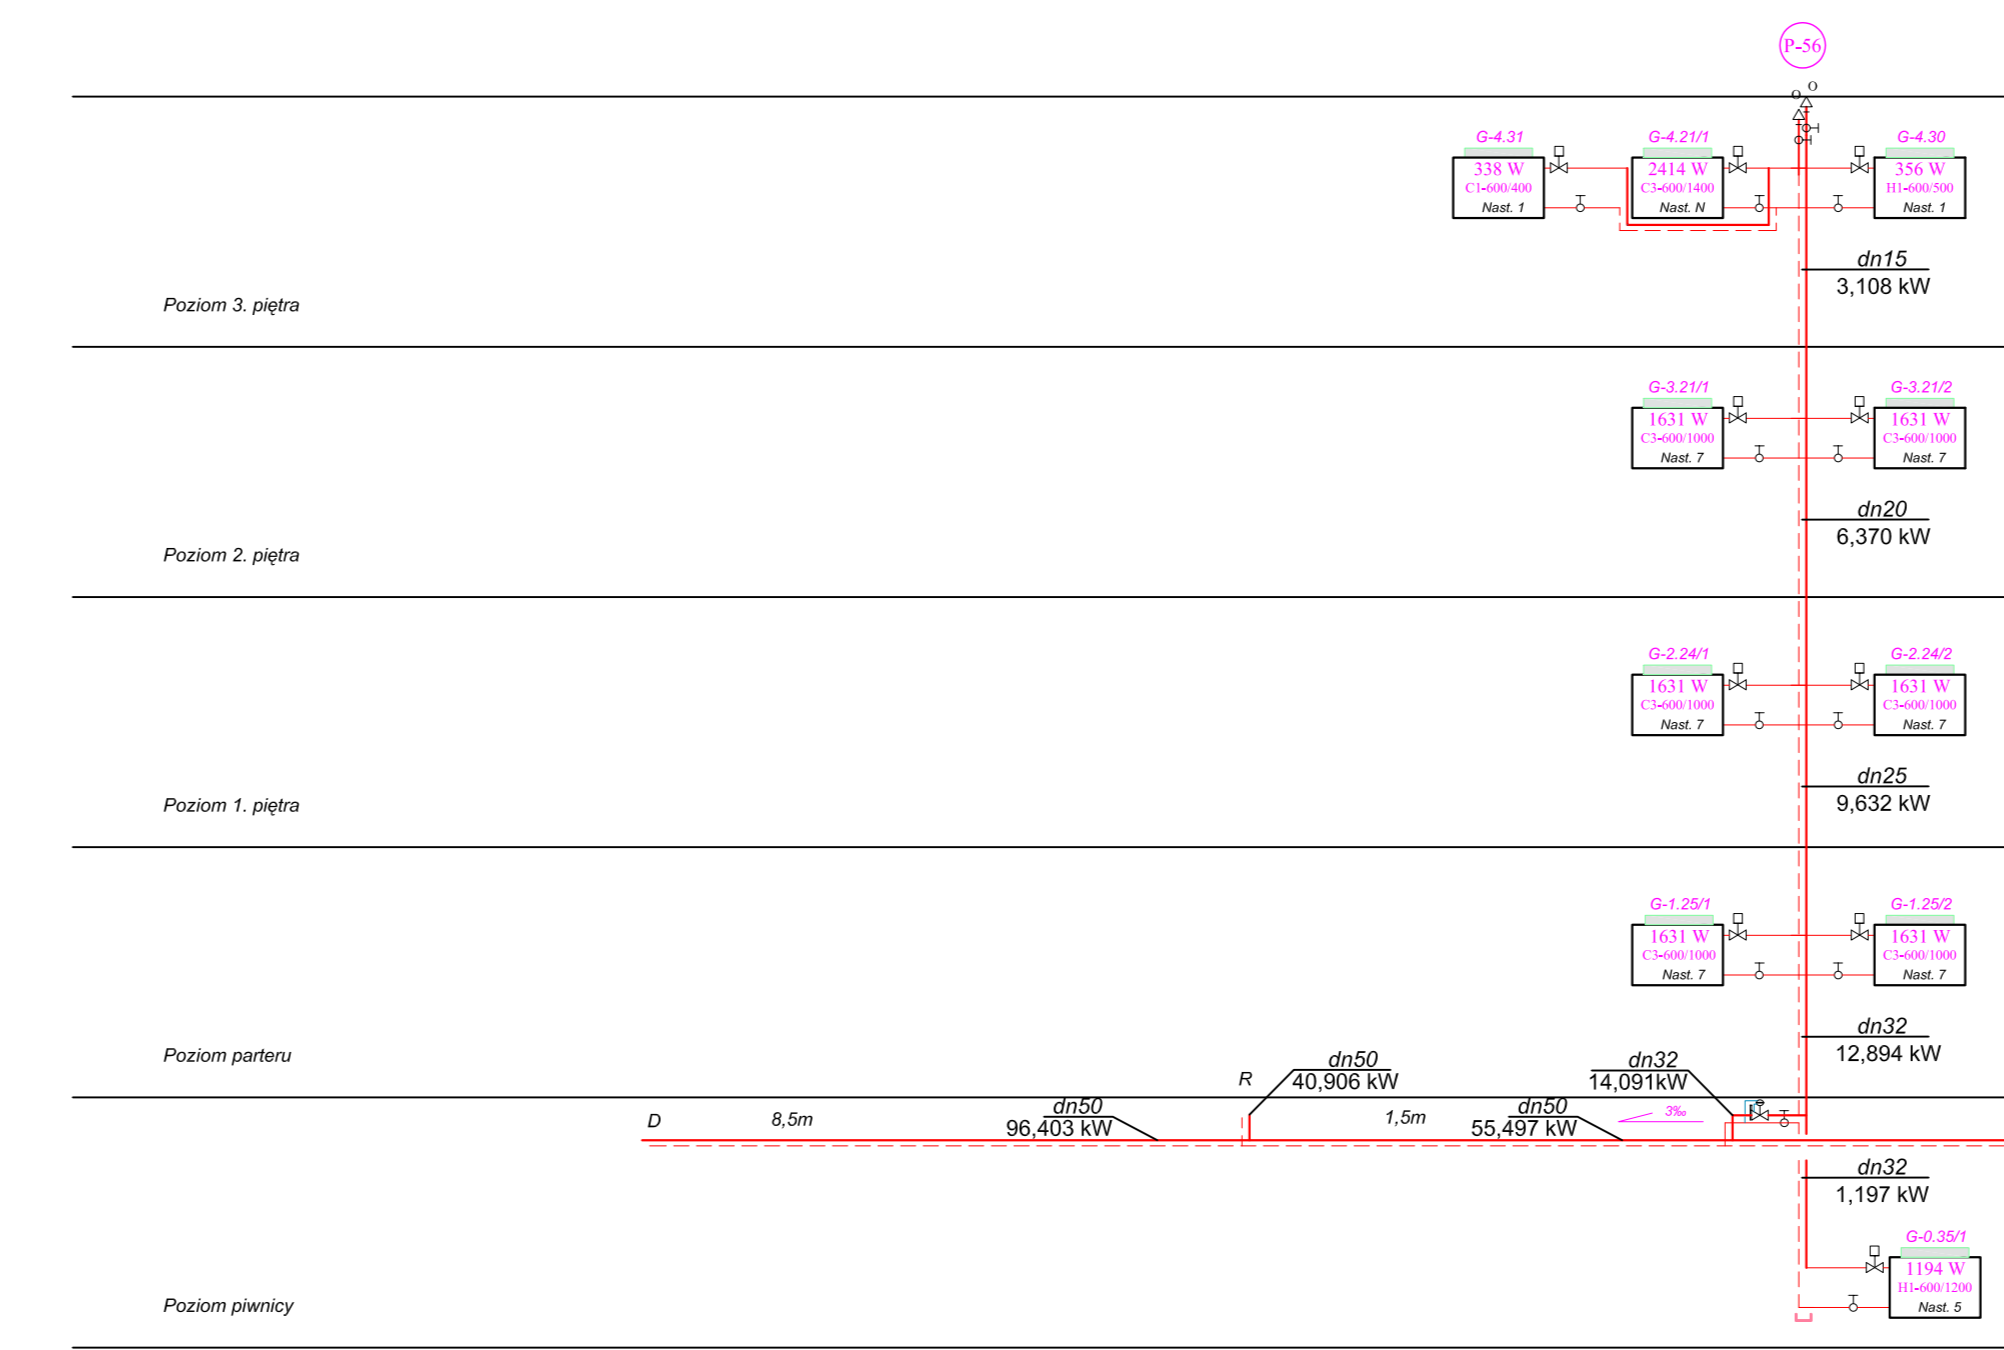 P-56
O
O
G-4.31
G-4.21/1
G-4.30
338 W
2414 W
356 W
C1-600/400
C3-600/1400
H1-600/500
Nast. 1
Nast. N
Nast. 1
dn15
3,108 kW
Poziom 3. piętra
G-3.21/1
G-3.21/2
1631 W
1631 W
C3-600/1000
C3-600/1000
Nast. 7
Nast. 7
dn20
6,370 kW
Poziom 2. piętra
G-2.24/1
G-2.24/2
1631 W
1631 W
C3-600/1000
C3-600/1000
Nast. 7
Nast. 7
dn25
9,632 kW
Poziom 1. piętra
G-1.25/1
G-1.25/2
1631 W
1631 W
C3-600/1000
C3-600/1000
Nast. 7
Nast. 7
dn32
12,894 kW
Poziom parteru
R
dn50
40,906 kW
dn32
14,091kW
D
8,5m
dn50
96,403 kW
1,5m
dn50
55,497 kW
3‰
dn32
1,197 kW
G-0.35/1
1194 W
H1-600/1200
Nast. 5
Poziom piwnicy